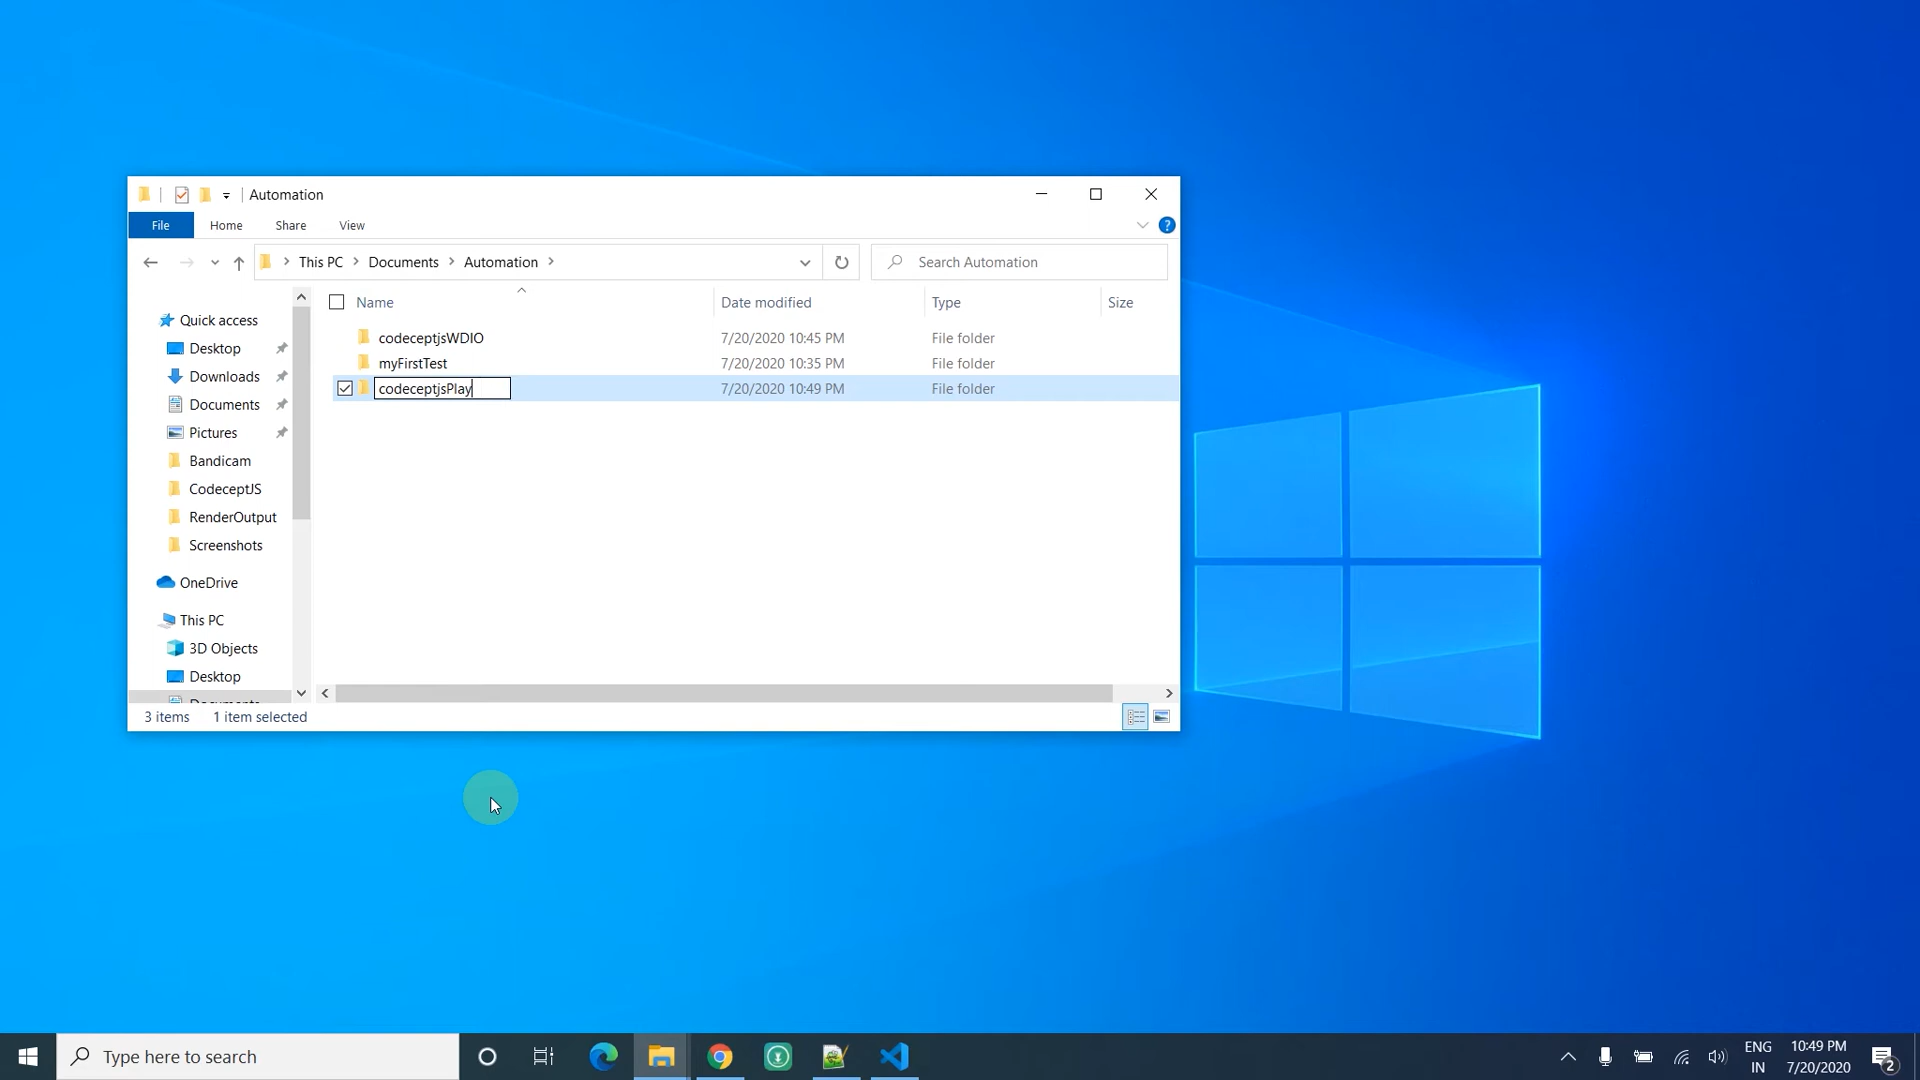 Automation
File Home Share View
This PC Documents Automation
Search Automation
Name Date modified Type Size
codeceptjsWDIO 7/20/2020 10:45 PM File folder
myFirstTest 7/20/2020 10:35 PM File folder
codeceptjsPlay 7/20/2020 10:49 PM File folder
Quick access
Desktop
Downloads
Documents
Pictures
Bandicam
CodeceptJS
RenderOutput
Screenshots
OneDrive
This PC
3D Objects
Desktop
Documents
3 items 1 item selected
Type here to search
ENG
IN
10:49 PM
7/20/2020
2